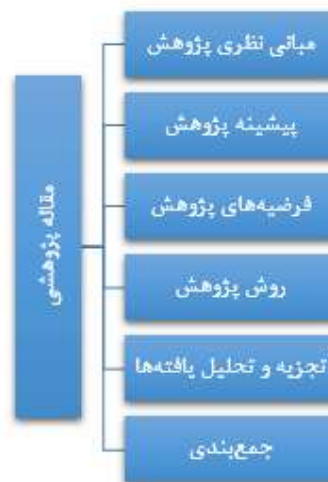 مقاله پژوهشی
مبانی نظری پژوهش
پیشینه پژوهش
فرضیه‌های پژوهش
روش پژوهش
تجزیه و تحلیل یافته‌ها
جمع‌بندی